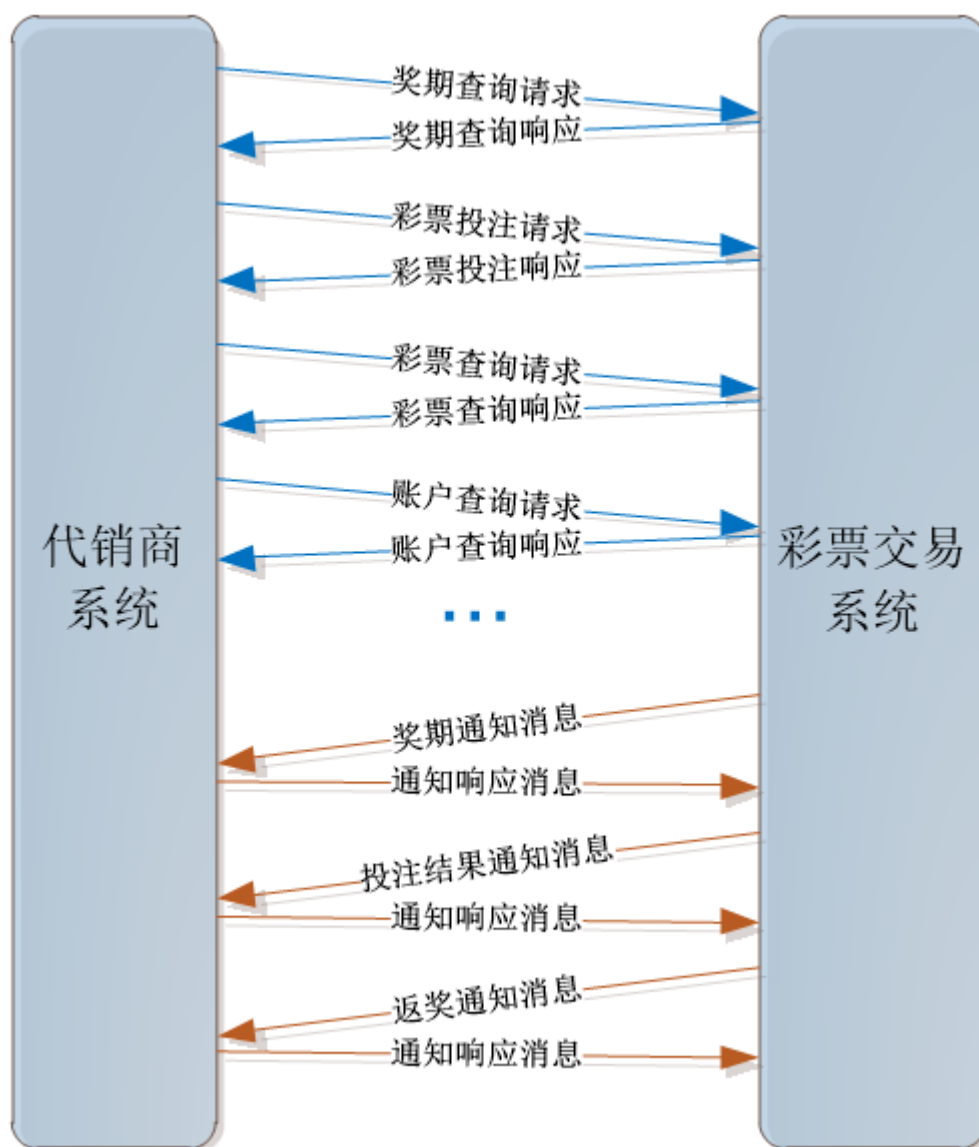 奖期查询请求
奖期查询响应
彩票投注请求
彩票投注响应
彩票查询请求
彩票查询响应
账户查询请求
账户查询响应
代销商
系统
彩票交易
系统
...
奖期通知消息
通知响应消息
投注结果通知消息
通知响应消息
返奖通知消息
通知响应消息